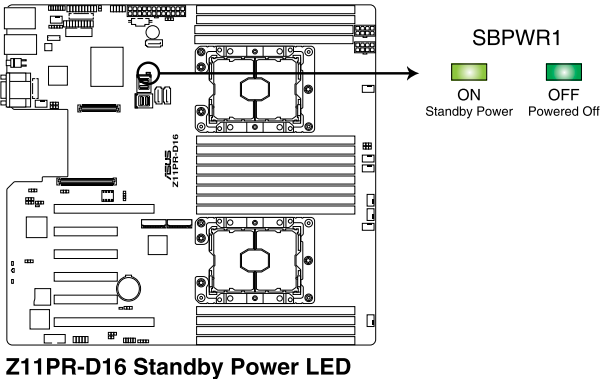 SBPWR1
ON
Standby Power
OFF
Powered Off
ASUS
Z11PR-D16
Z11PR-D16 Standby Power LED